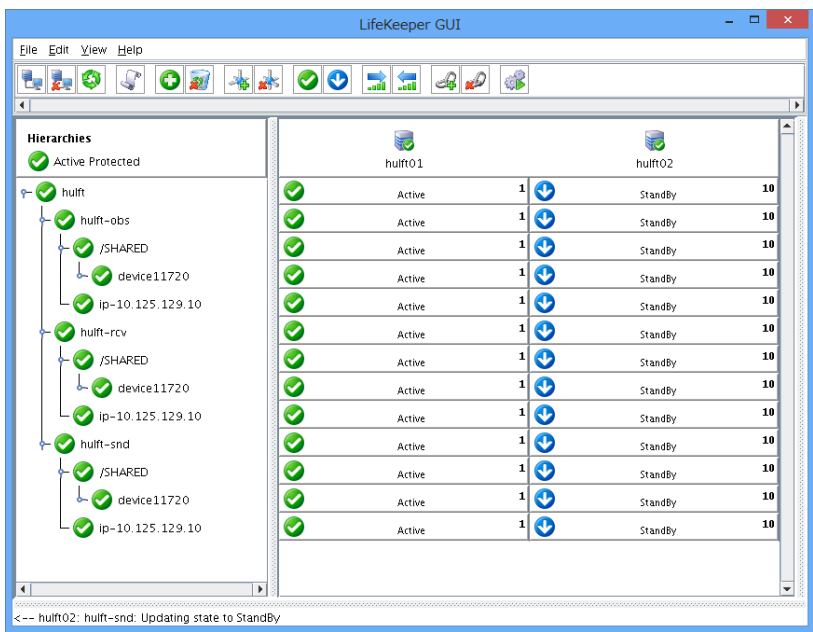 LifeKeeper GUI
File Edit View Help
Hierarchies
Active Protected
hulft01 hulft02
hulft Active 1 StandBy 10
hulft-obs Active 1 StandBy 10
/SHARED Active 1 StandBy 10
device11720 Active 1 StandBy 10
ip-10.125.129.10 Active 1 StandBy 10
hulft-rcv Active 1 StandBy 10
/SHARED Active 1 StandBy 10
device11720 Active 1 StandBy 10
ip-10.125.129.10 Active 1 StandBy 10
hulft-snd Active 1 StandBy 10
/SHARED Active 1 StandBy 10
device11720 Active 1 StandBy 10
ip-10.125.129.10 Active 1 StandBy 10
<-- hulft02: hulft-snd: Updating state to StandBy